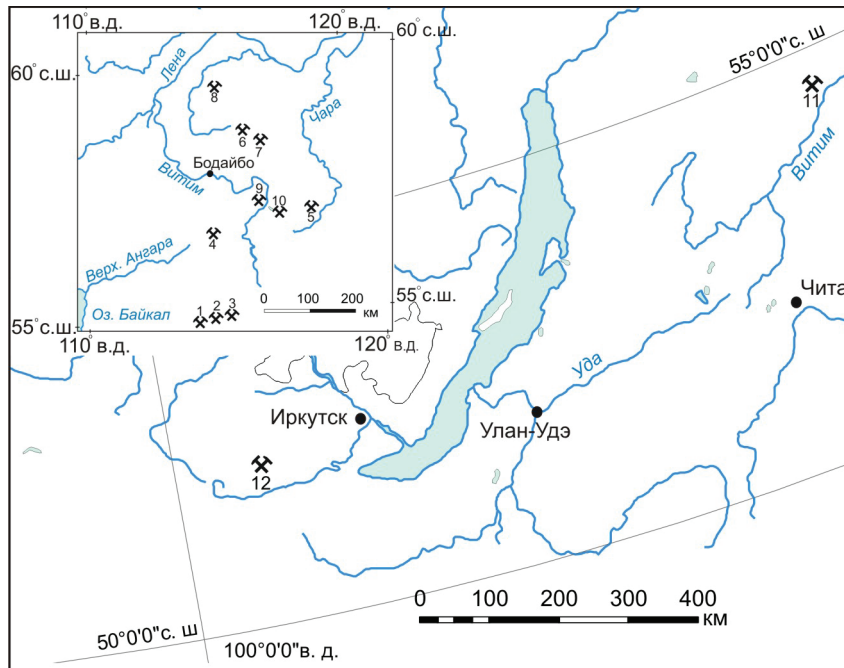 110° в.д.
120° в.д.
60° с.ш.
60° с.ш.
Лена
Чара
8
6
7
Бодайбо
Витим
9
10
5
4
Верх. Ангара
0 100 200
км
Оз. Байкал
1 2 3
55° с.ш.
55° с.ш.
110° в.д.
120° в.д.
55°0'0"с. ш
11
Витим
Чита
Уда
Иркутск
Улан-Удэ
12
0 100 200 300 400
км
50°0'0"с. ш
100°0'0"в. д.